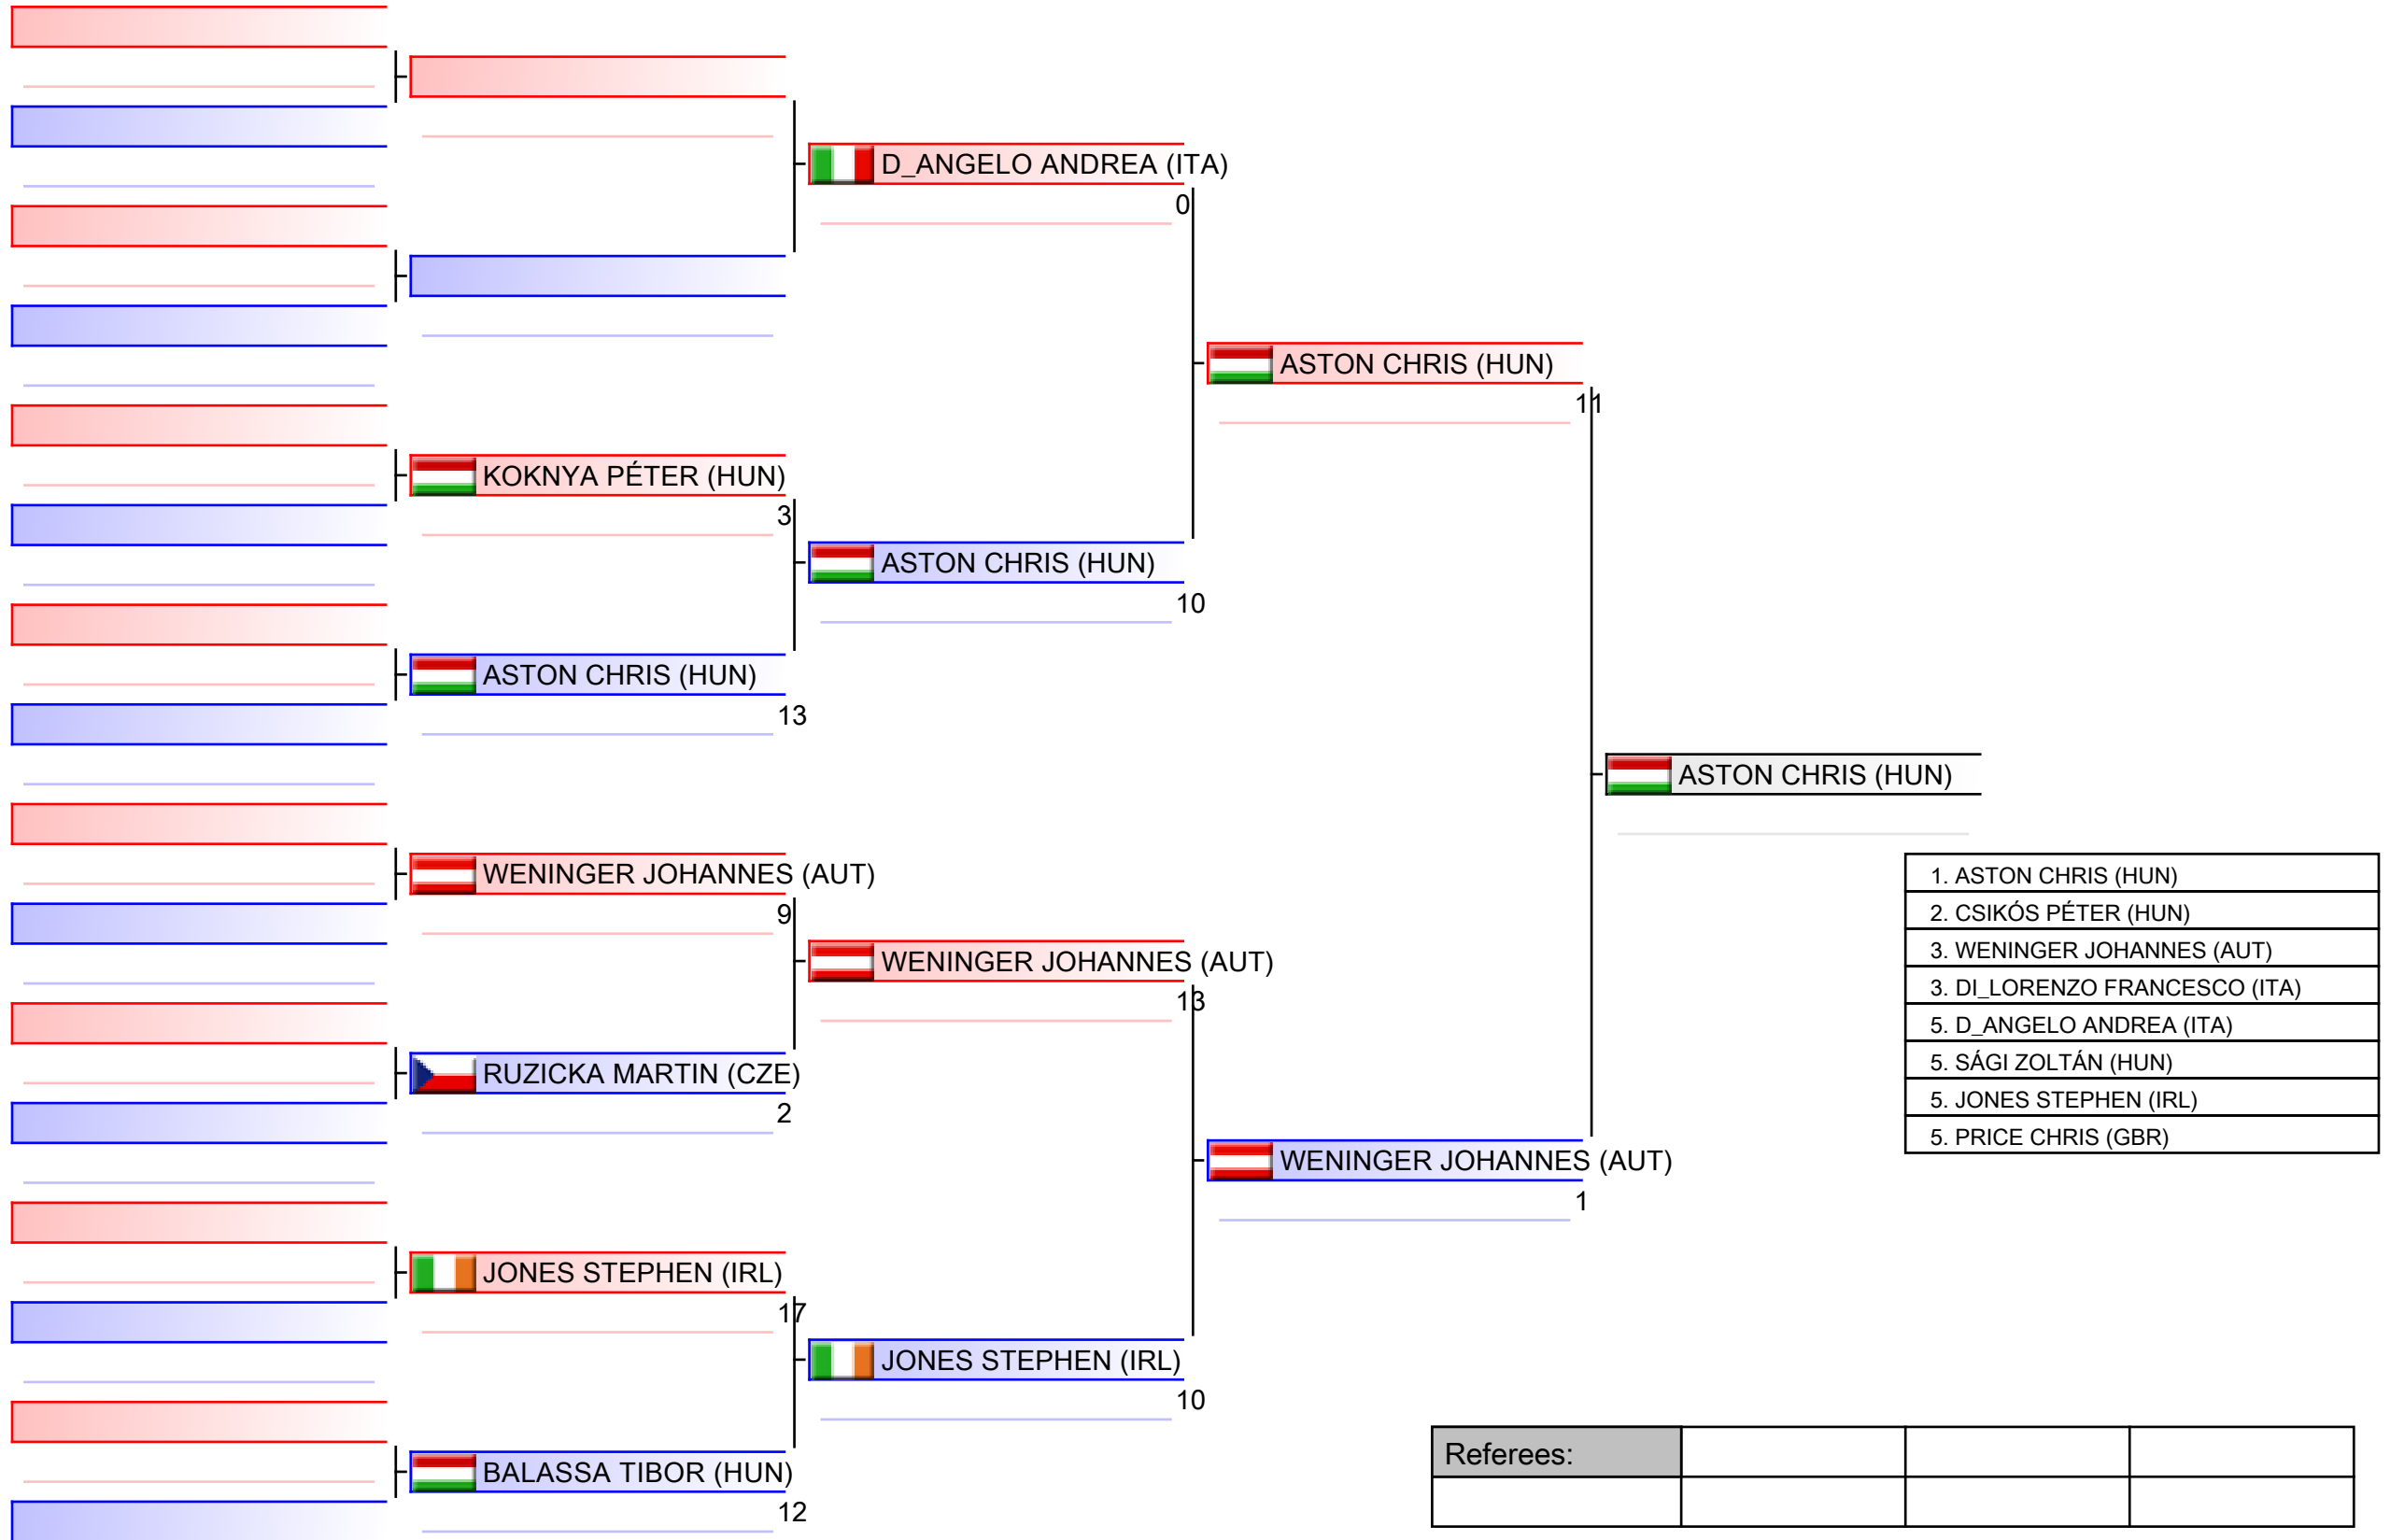 D_ANGELO ANDREA (ITA)
0
ASTON CHRIS (HUN)
11
KOKNYA PÉTER (HUN)
3
ASTON CHRIS (HUN)
10
ASTON CHRIS (HUN)
13
ASTON CHRIS (HUN)
WENINGER JOHANNES (AUT)
9
WENINGER JOHANNES (AUT)
13
RUZICKA MARTIN (CZE)
2
WENINGER JOHANNES (AUT)
1
JONES STEPHEN (IRL)
17
JONES STEPHEN (IRL)
10
BALASSA TIBOR (HUN)
12
1. ASTON CHRIS (HUN)
2. CSIKÓS PÉTER (HUN)
3. WENINGER JOHANNES (AUT)
3. DI_LORENZO FRANCESCO (ITA)
5. D_ANGELO ANDREA (ITA)
5. SÁGI ZOLTÁN (HUN)
5. JONES STEPHEN (IRL)
5. PRICE CHRIS (GBR)
Referees: